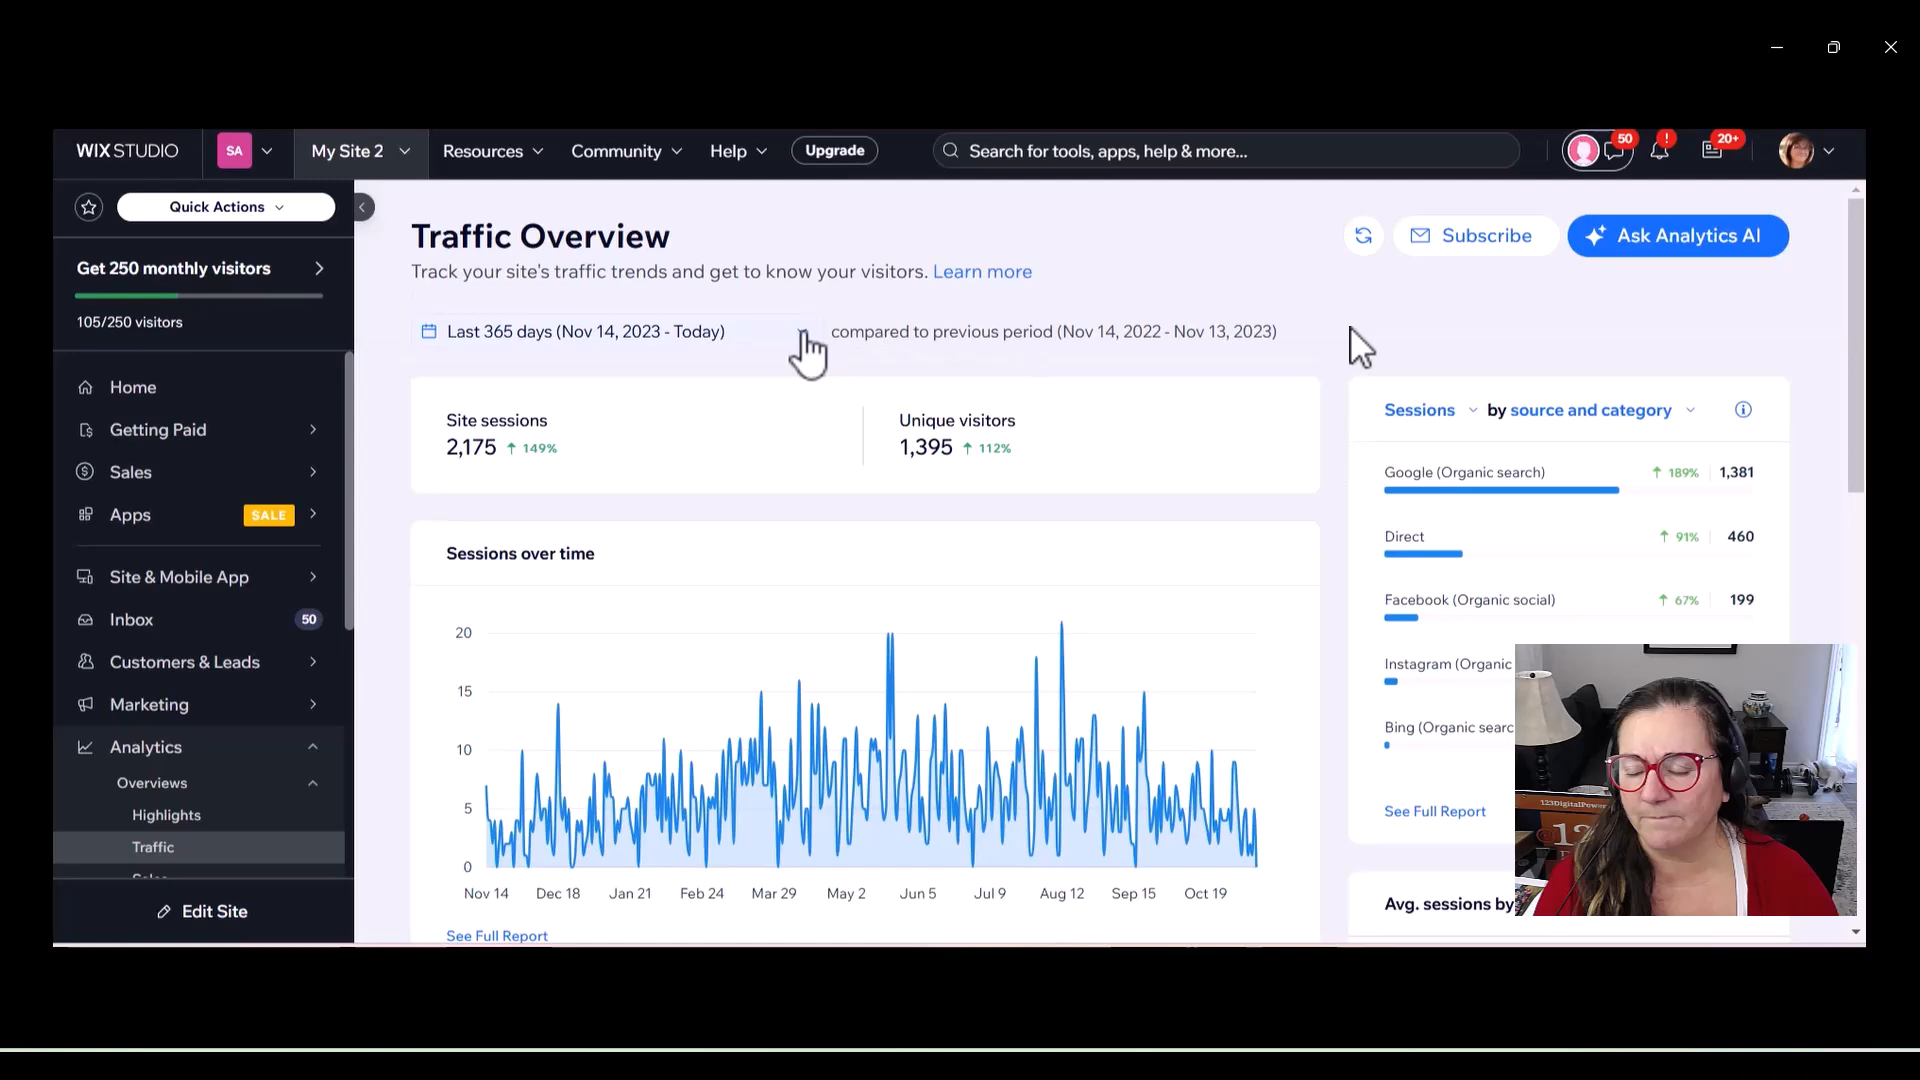 WIX STUDIO
SA
My Site 2
Resources
Community
Help
Upgrade
Search for tools, apps, help & more...
50
!
20+
Quick Actions
Get 250 monthly visitors
105/250 visitors
Home
Getting Paid
Sales
Apps
SALE
Site & Mobile App
Inbox
50
Customers & Leads
Marketing
Analytics
Overviews
Highlights
Traffic
Edit Site
Traffic Overview
Track your site's traffic trends and get to know your visitors. Learn more
Subscribe
Ask Analytics AI
Last 365 days (Nov 14, 2023 - Today)
compared to previous period (Nov 14, 2022 - Nov 13, 2023)
Site sessions
2,175 ↑ 149%
Unique visitors
1,395 ↑ 112%
Sessions over time
20
15
10
5
0
Nov 14 Dec 18 Jan 21 Feb 24 Mar 29 May 2 Jun 5 Jul 9 Aug 12 Sep 15 Oct 19
See Full Report
Sessions by source and category
Google (Organic search) ↑ 189% 1,381
Direct ↑ 91% 460
Facebook (Organic social) ↑ 67% 199
Instagram (Organic
Bing (Organic searc
See Full Report
Avg. sessions by